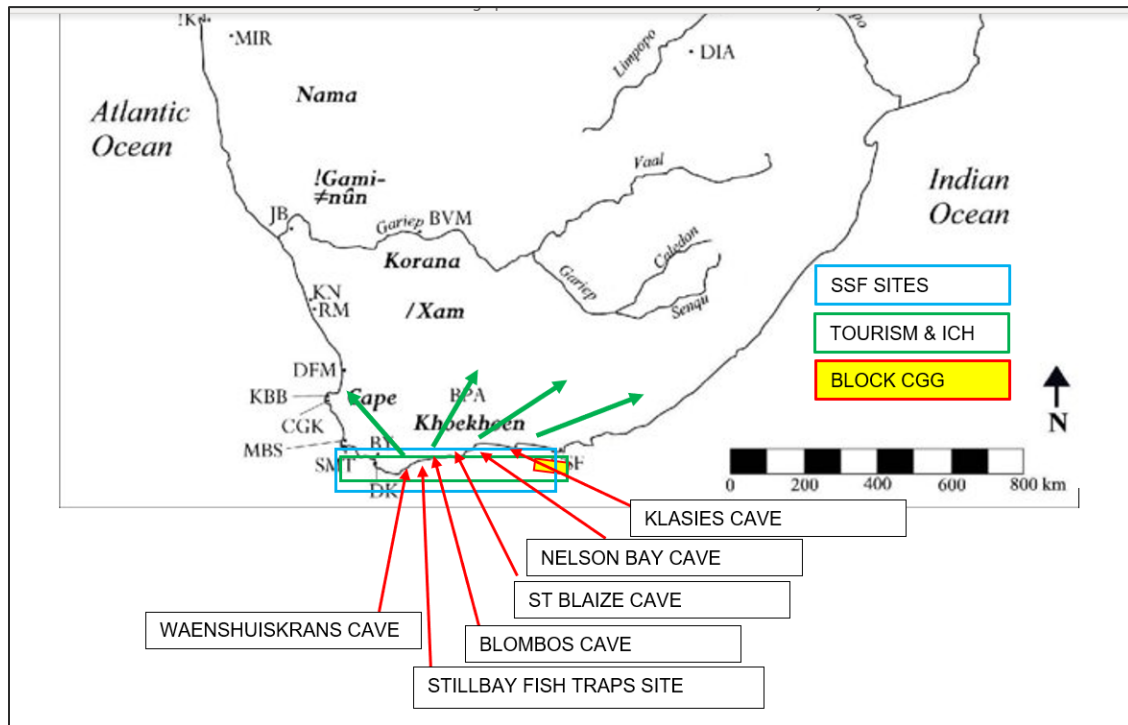 !K
MIR
DIA
Limpopo
Nama
Atlantic
Ocean
Vaal
!Gami-
≠nûn
Indian
Ocean
JB
Gariep
BVM
Korana
Gariep
Caledon
Senqu
KN
RM
/Xam
SSF SITES
TOURISM & ICH
BLOCK CGG
DFM
KBB
Cape
BPA
CGK
Khoekhoen
N
MBS
BY
SMT
SF
DK
0 200 400 600 800 km
KLASIES CAVE
NELSON BAY CAVE
ST BLAIZE CAVE
WAENSHUISKRANS CAVE
BLOMBOS CAVE
STILLBAY FISH TRAPS SITE